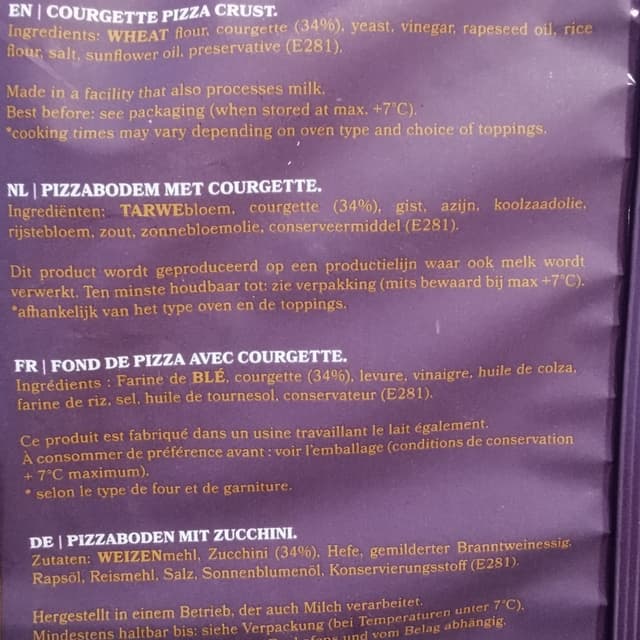 EN | COURGETTE PIZZA CRUST.
Ingredients: WHEAT flour, courgette (34%), yeast, vinegar, rapeseed oil, rice
flour, salt, sunflower oil, preservative (E281).
Made in a facility that also processes milk.
Best before: see packaging (when stored at max. +7°C).
*cooking times may vary depending on oven type and choice of toppings.
NL | PIZZABODEM MET COURGETTE.
Ingrediënten: TARWEbloem, courgette (34%), gist, azijn, koolzaadolie,
rijstebloem, zout, zonnebloemolie, conserveermiddel (E281).
Dit product wordt geproduceerd op een productielijn waar ook melk wordt
verwerkt. Ten minste houdbaar tot: zie verpakking (mits bewaard bij max +7°C).
*afhankelijk van het type oven en de toppings.
FR | FOND DE PIZZA AVEC COURGETTE.
Ingrédients : Farine de BLÉ, courgette (34%), levure, vinaigre, huile de colza,
farine de riz, sel, huile de tournesol, conservateur (E281).
Ce produit est fabriqué dans un usine travaillant le lait également.
À consommer de préférence avant : voir l'emballage (conditions de conservation
+ 7°C maximum).
* selon le type de four et de garniture.
DE | PIZZABODEN MIT ZUCCHINI.
Zutaten: WEIZENmehl, Zucchini (34%), Hefe, gemilderter Branntweinessig,
Rapsöl, Reismehl, Salz, Sonnenblumenöl, Konservierungsstoff (E281).
Hergestellt in einem Betrieb, der auch Milch verarbeitet.
Mindestens haltbar bis: siehe Verpackung (bei Temperaturen unter 7°C).
und vom Belag abhängig.